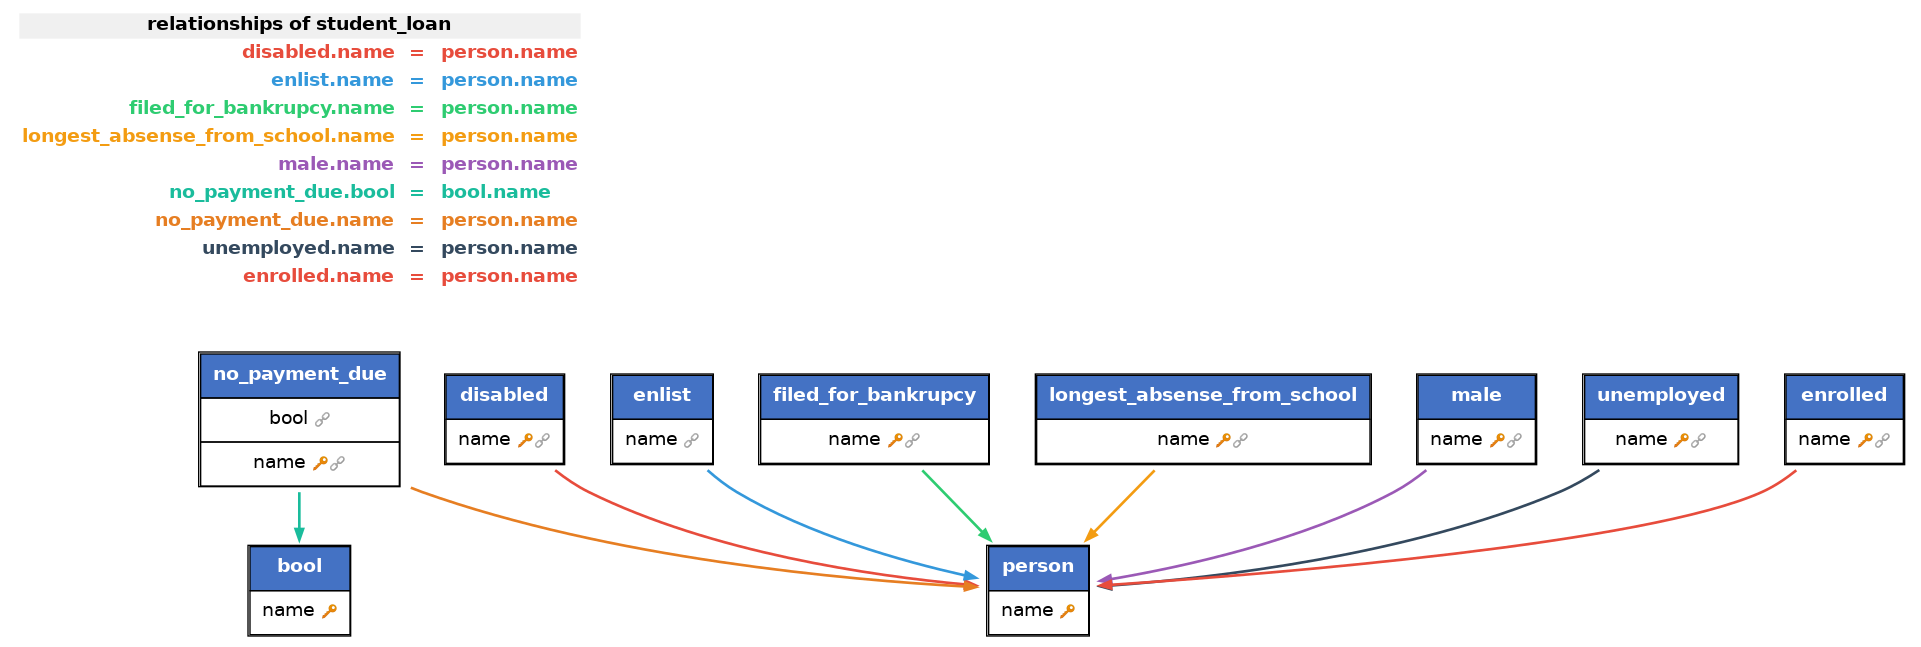 relationships of student_loan
disabled.name = person.name
enlist.name = person.name
filed_for_bankrupcy.name = person.name
longest_absense_from_school.name = person.name
male.name = person.name
no_payment_due.bool = bool.name
no_payment_due.name = person.name
unemployed.name = person.name
enrolled.name = person.name
no_payment_due
bool
name
disabled
name
enlist
name
filed_for_bankrupcy
name
longest_absense_from_school
name
male
name
unemployed
name
enrolled
name
bool
name
person
name